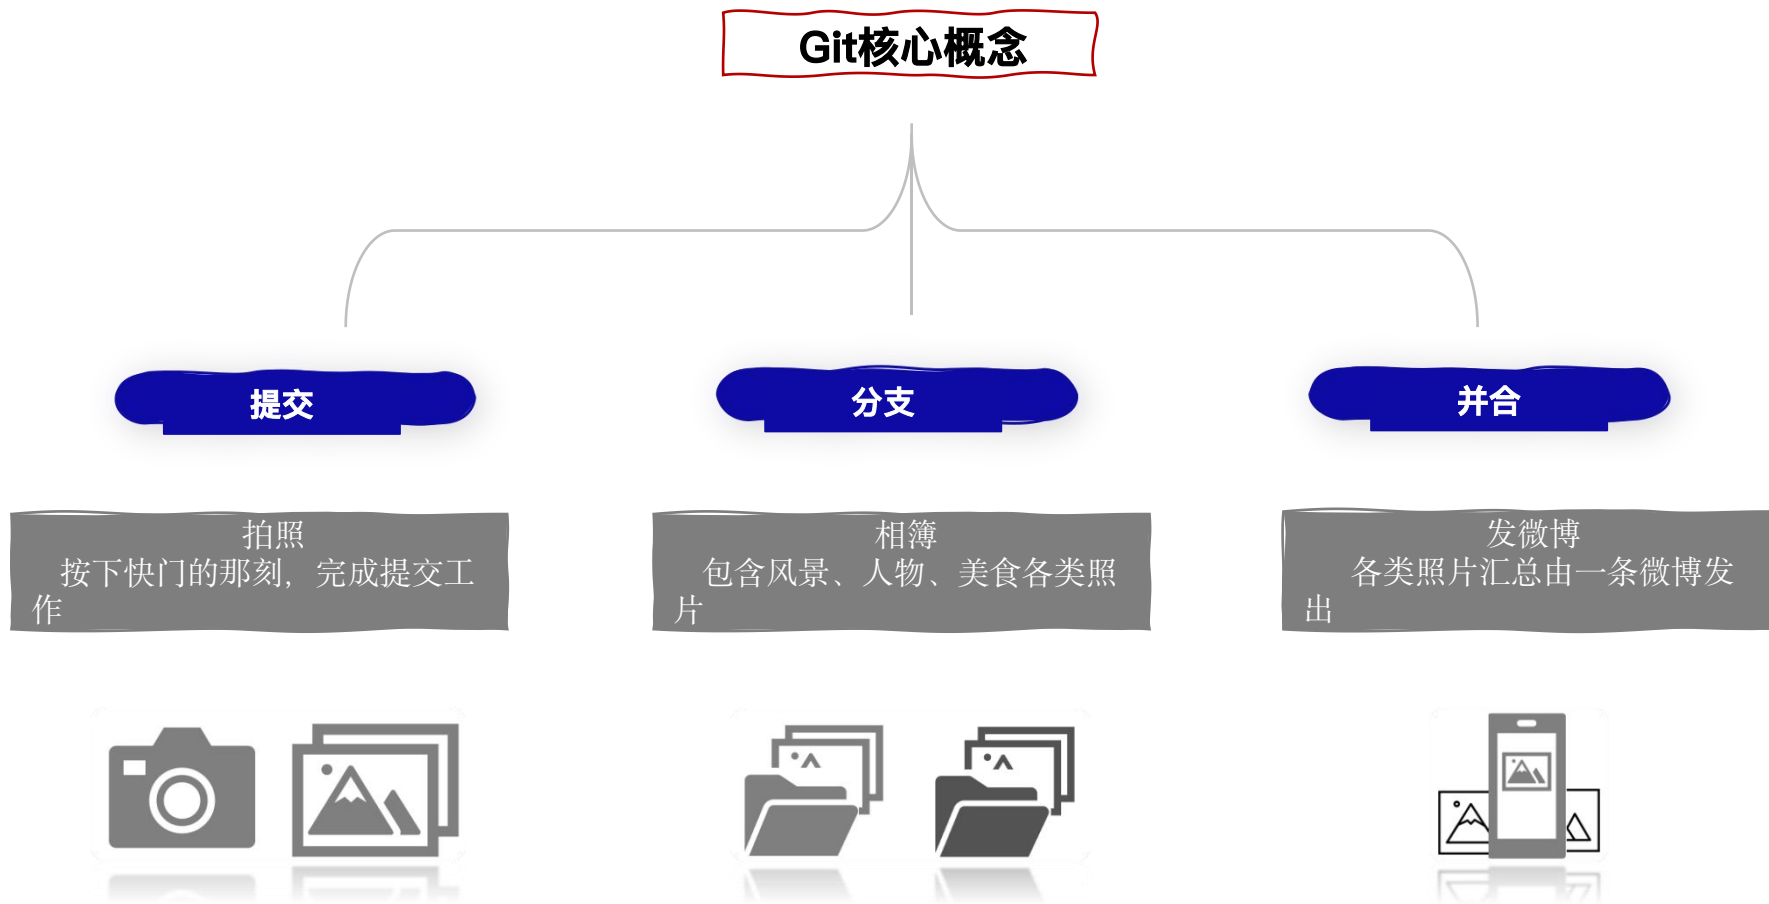 Git核心概念
提交
分支
并合
拍照
按下快门的那刻，完成提交工
作
相簿
包含风景、人物、美食各类照
片
发微博
各类照片汇总由一条微博发
出